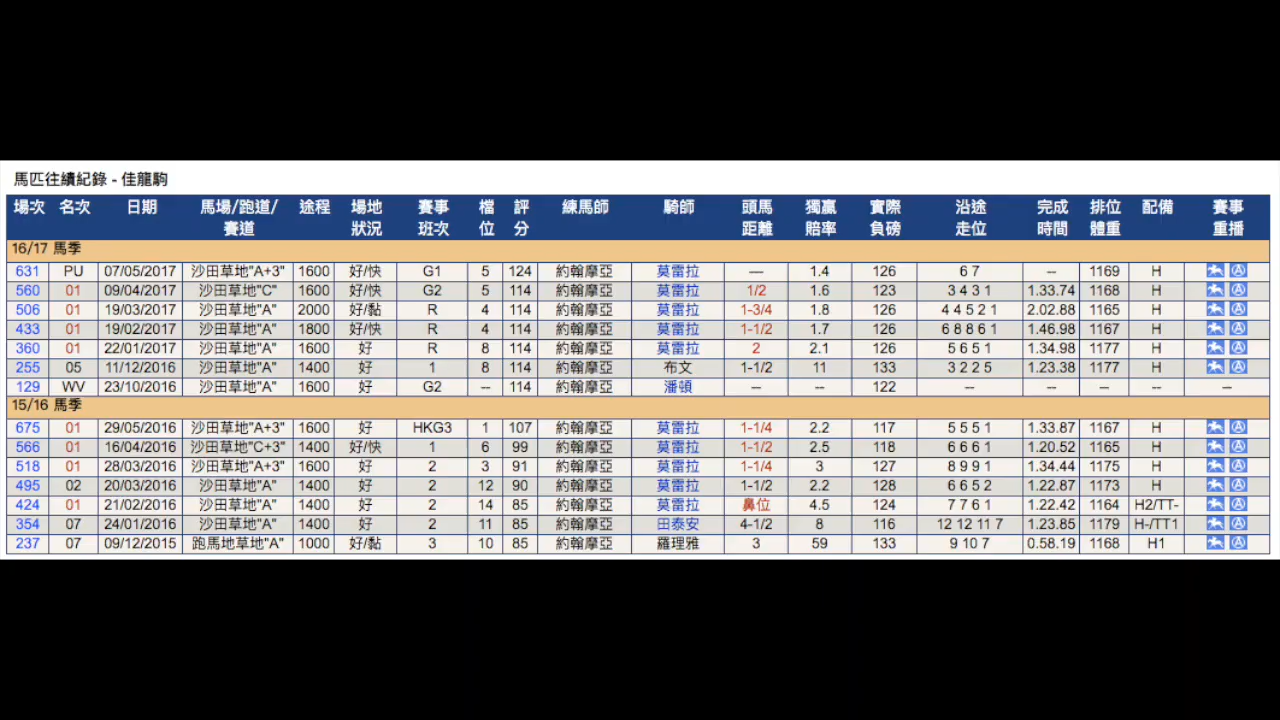 馬匹往績紀錄 - 佳龍駒
場次 名次 日期 馬場/跑道/賽道 途程 場地狀況 賽事班次 檔位 評分 練馬師 騎師 頭馬距離 獨贏賠率 實際負磅 沿途走位 完成時間 排位體重 配備 賽事重播
16/17 馬季
631 PU 07/05/2017 沙田草地"A+3" 1600 好/快 G1 5 124 約翰摩亞 莫雷拉 --- 1.4 126 6 7 -- 1169 H
560 01 09/04/2017 沙田草地"C" 1600 好/快 G2 5 114 約翰摩亞 莫雷拉 1/2 1.6 123 3 4 3 1 1.33.74 1168 H
506 01 19/03/2017 沙田草地"A" 2000 好/黏 R 4 114 約翰摩亞 莫雷拉 1-3/4 1.8 126 4 4 5 2 1 2.02.88 1165 H
433 01 19/02/2017 沙田草地"A" 1800 好/快 R 4 114 約翰摩亞 莫雷拉 1-1/2 1.7 126 6 8 8 6 1 1.46.98 1167 H
360 01 22/01/2017 沙田草地"A" 1600 好 R 8 114 約翰摩亞 莫雷拉 2 2.1 126 5 6 5 1 1.34.98 1177 H
255 05 11/12/2016 沙田草地"A" 1400 好 1 8 114 約翰摩亞 布文 1-1/2 11 133 3 2 2 5 1.23.38 1177 H
129 WV 23/10/2016 沙田草地"A" 1600 好 G2 -- 114 約翰摩亞 潘頓 -- -- 122 -- -- -- -- --
15/16 馬季
675 01 29/05/2016 沙田草地"A+3" 1600 好 HKG3 1 107 約翰摩亞 莫雷拉 1-1/4 2.2 117 5 5 5 1 1.33.87 1167 H
566 01 16/04/2016 沙田草地"C+3" 1400 好/快 1 6 99 約翰摩亞 莫雷拉 1-1/2 2.5 118 6 6 6 1 1.20.52 1165 H
518 01 28/03/2016 沙田草地"A+3" 1600 好 2 3 91 約翰摩亞 莫雷拉 1-1/4 3 127 8 9 9 1 1.34.44 1175 H
495 02 20/03/2016 沙田草地"A" 1400 好 2 12 90 約翰摩亞 莫雷拉 1-1/2 2.2 128 6 6 5 2 1.22.87 1173 H
424 01 21/02/2016 沙田草地"A" 1400 好 2 14 85 約翰摩亞 莫雷拉 鼻位 4.5 124 7 7 6 1 1.22.42 1164 H2/TT-
354 07 24/01/2016 沙田草地"A" 1400 好 2 11 85 約翰摩亞 田泰安 4-1/2 8 116 12 12 11 7 1.23.85 1179 H-/TT1
237 07 09/12/2015 跑馬地草地"A" 1000 好/黏 3 10 85 約翰摩亞 羅理雅 3 59 133 9 10 7 0.58.19 1168 H1